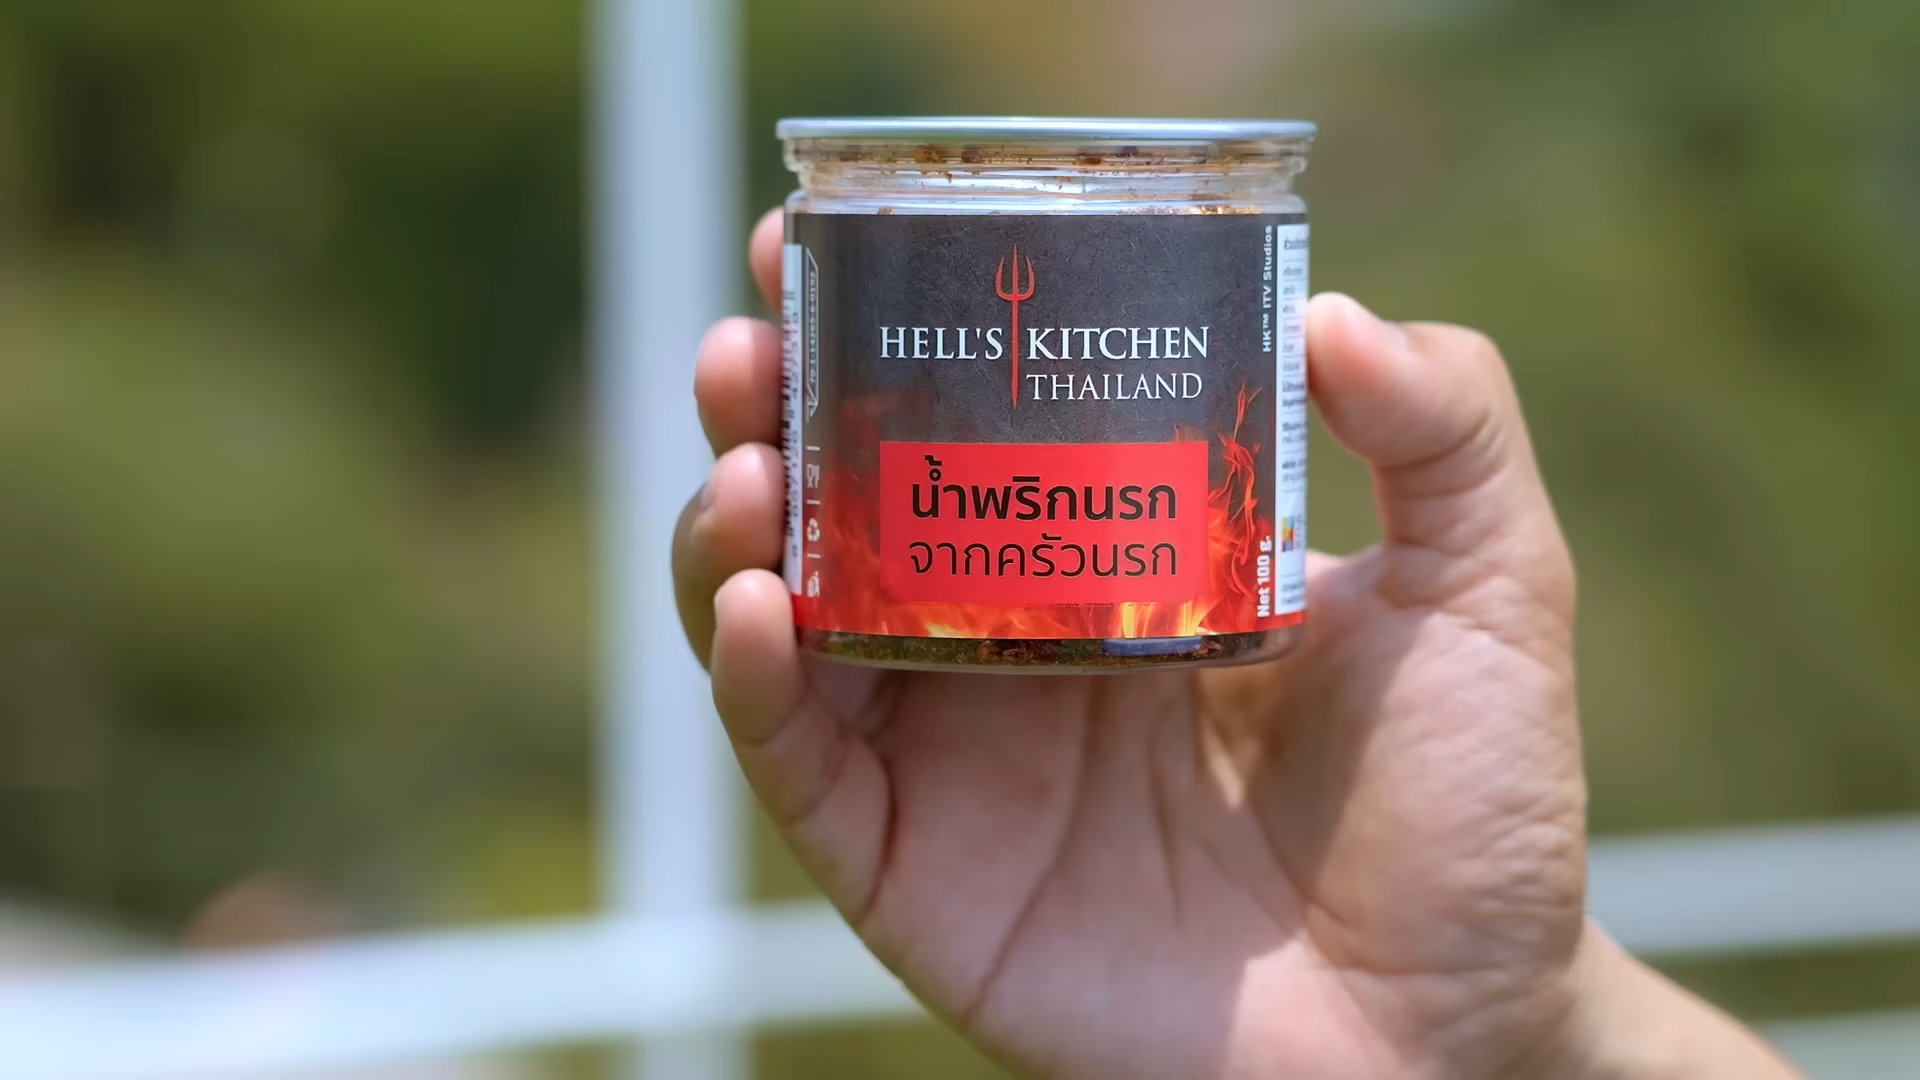 HELL'S KITCHEN
THAILAND
น้ำพริกนรก
จากครัวนรก
HK™ ITV Studios
Net 100 g.